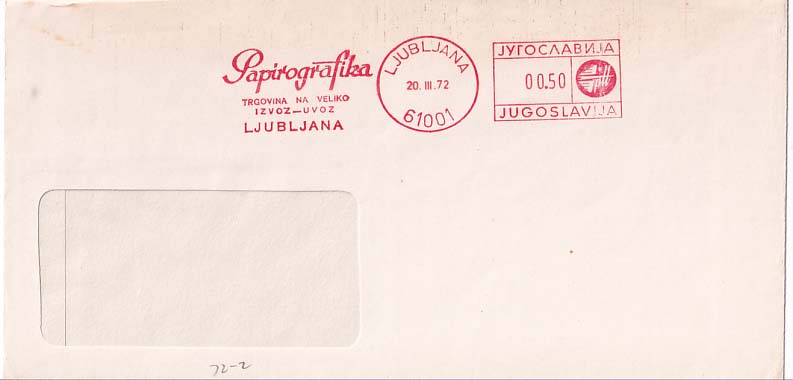 Papirografika
TRGOVINA NA VELIKO
IZVOZ—UVOZ
LJUBLJANA
LJUBLJANA
20. III. 72
61001
ЈУГОСЛАВИЈА
00.50
JUGOSLAVIJA
72-2